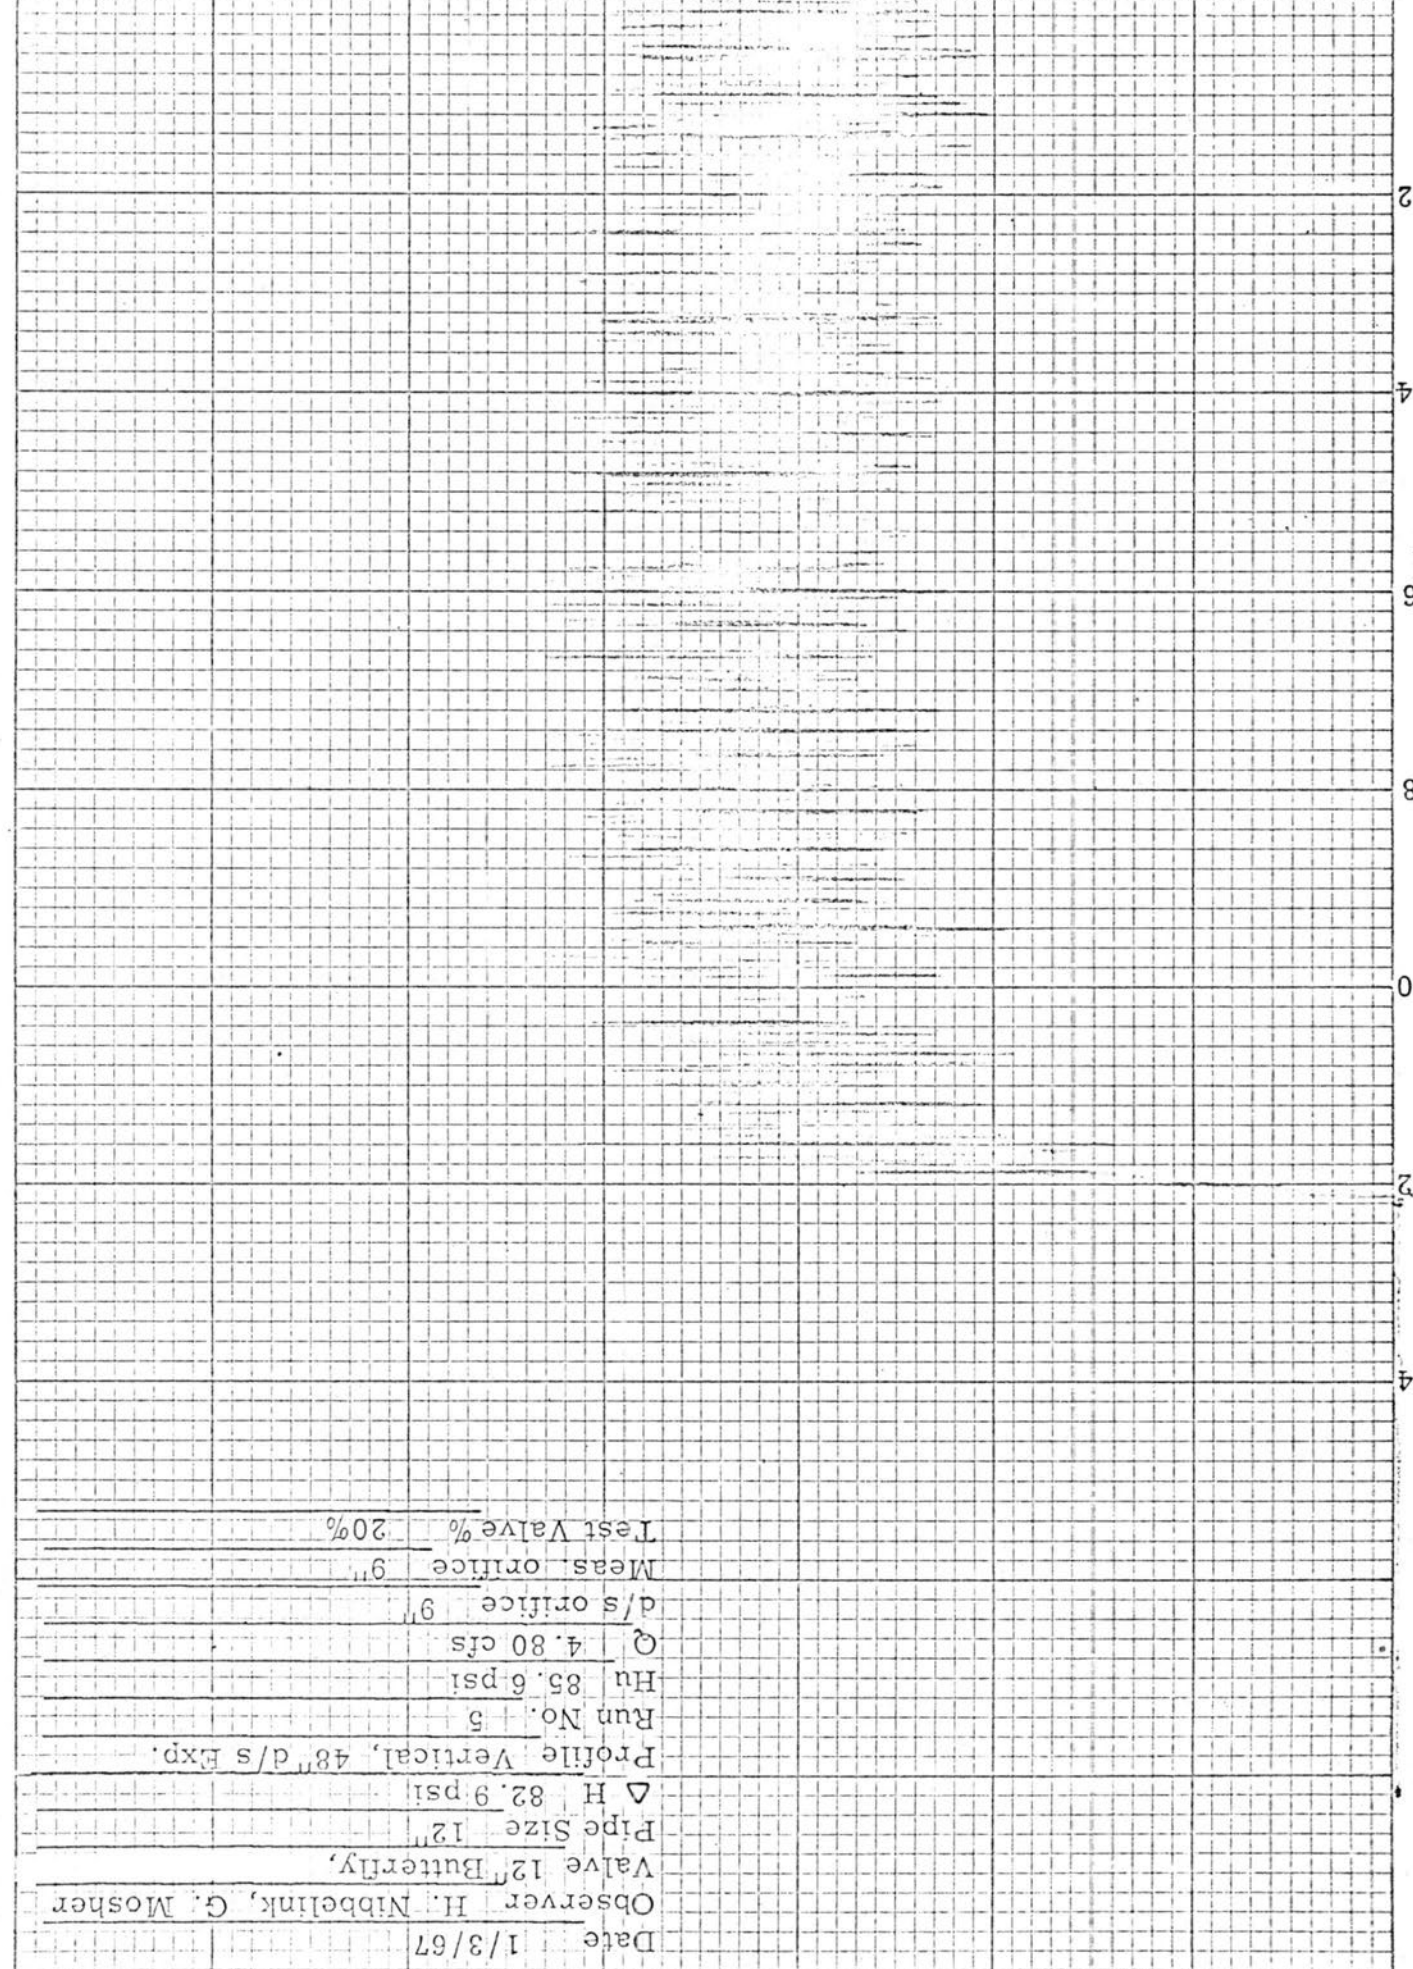 Date 1/3/67
Observer H. Nibbelink, G. Mosher
Valve 12" Butterfly,
Pipe Size 12"
Δ H 82.9 psi
Profile Vertical, 48" d/s Exp.
Run No. 5
Hu 85.6 psi
Q 4.80 cfs
d/s orifice 9"
Meas. orifice 9"
Test Valve % 20%
4
2
0
8
6
4
2